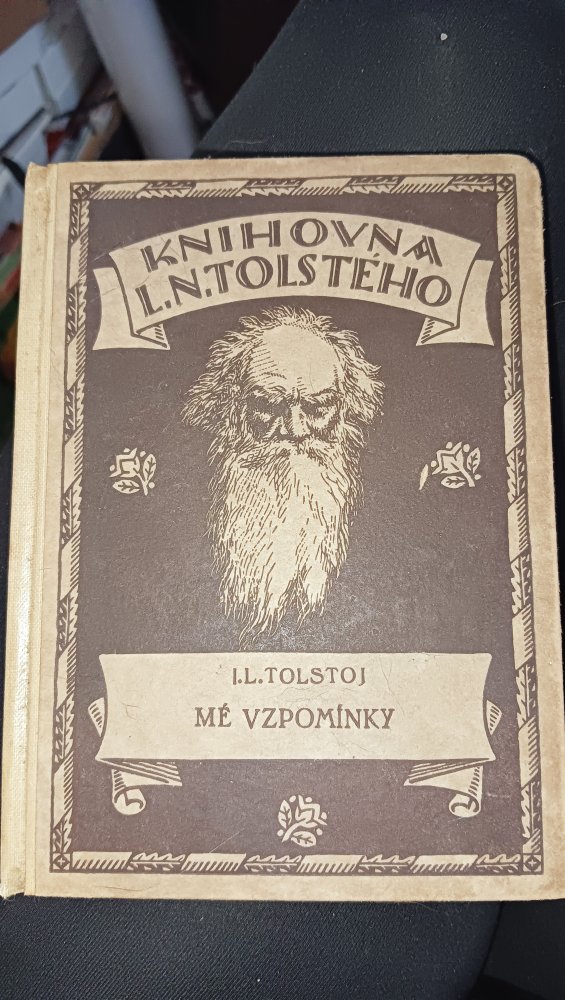 KNIHOVNA
L.N.TOLSTÉHO
I.L.TOLSTOJ
MÉ VZPOMÍNKY